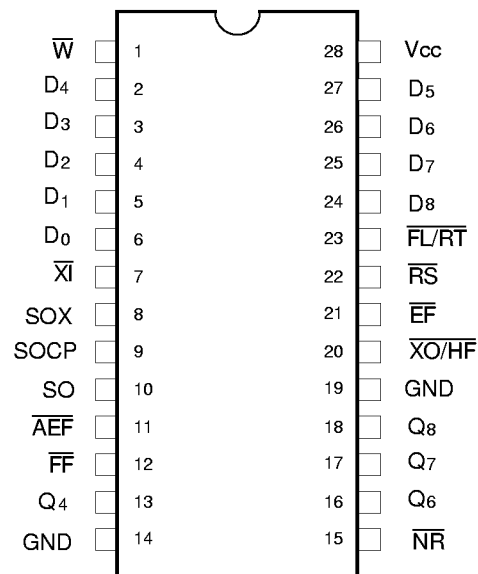 W̅ 1 28 Vcc
D4 2 27 D5
D3 3 26 D6
D2 4 25 D7
D1 5 24 D8
D0 6 23 F̅L̅/̅R̅T̅
X̅I̅ 7 22 R̅S̅
SOX 8 21 E̅F̅
SOCP 9 20 X̅O̅/̅H̅F̅
SO 10 19 GND
A̅E̅F̅ 11 18 Q8
F̅F̅ 12 17 Q7
Q4 13 16 Q6
GND 14 15 N̅R̅